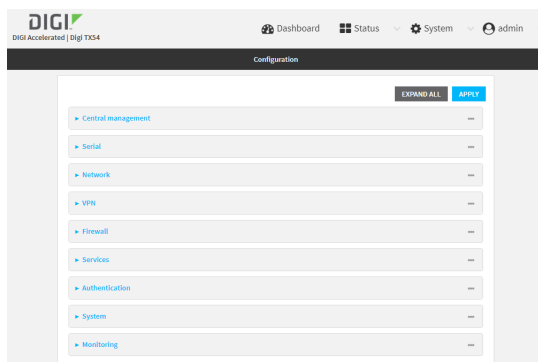 DIGI
DIGI Accelerated | Digi TX54
Dashboard Status System admin
Configuration
EXPAND ALL APPLY
Central management
Serial
Network
VPN
Firewall
Services
Authentication
System
Monitoring